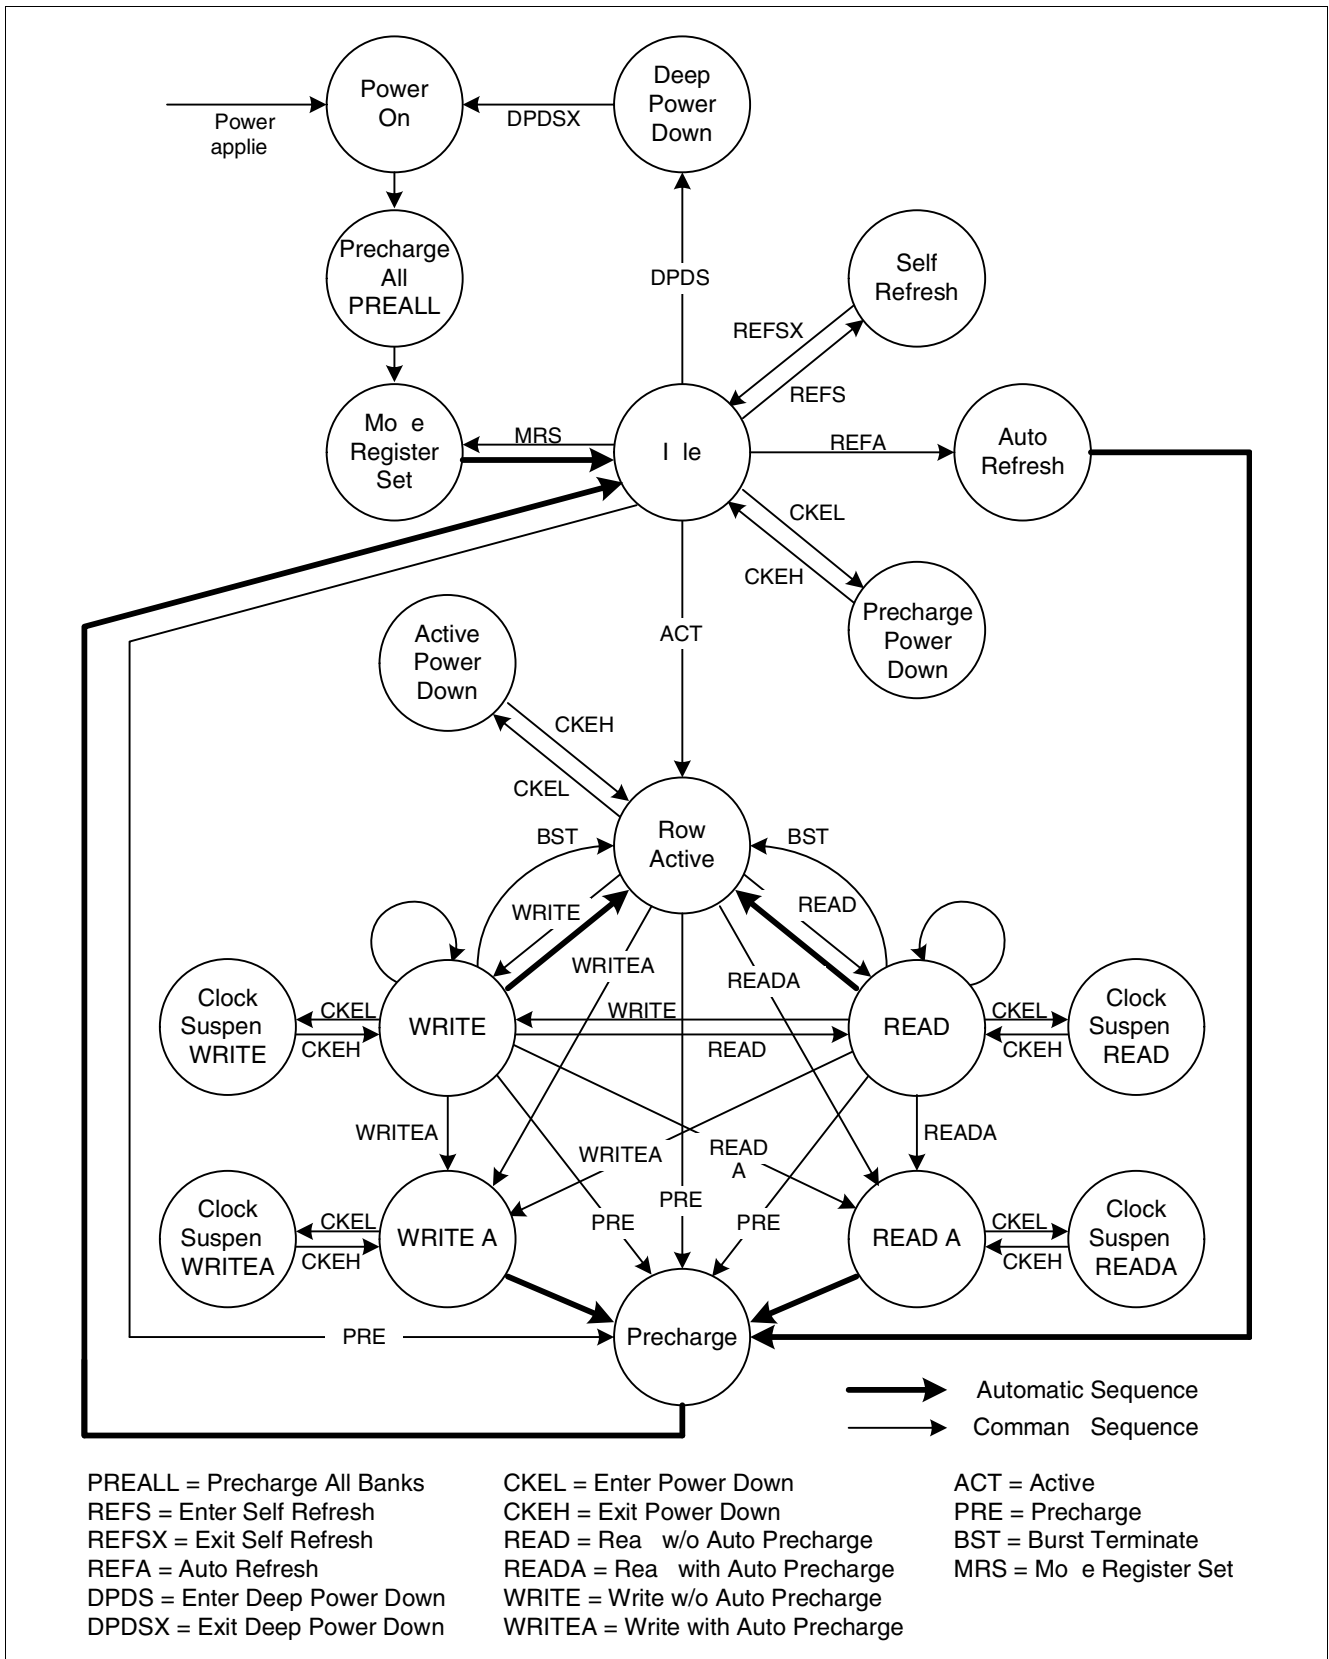 Power
On
Deep
Power
Down
Power
applie
DPDSX
Precharge
All
PREALL
DPDS
Self
Refresh
REFSX
REFS
Mo e
Register
Set
MRS
I le
REFA
Auto
Refresh
CKEL
CKEH
Precharge
Power
Down
ACT
Active
Power
Down
CKEH
CKEL
Row
Active
BST
BST
WRITE
READ
WRITEA
READA
Clock
Suspen
WRITE
CKEL
CKEH
WRITE
WRITE
READ
READ
CKEL
CKEH
Clock
Suspen
READ
WRITEA
WRITEA
READ
A
READA
Clock
Suspen
WRITEA
CKEL
CKEH
WRITE A
PRE
PRE
PRE
READ A
CKEL
CKEH
Clock
Suspen
READA
PRE
Precharge
Automatic Sequence
Comman Sequence
PREALL = Precharge All Banks
REFS = Enter Self Refresh
REFSX = Exit Self Refresh
REFA = Auto Refresh
DPDS = Enter Deep Power Down
DPDSX = Exit Deep Power Down
CKEL = Enter Power Down
CKEH = Exit Power Down
READ = Rea w/o Auto Precharge
READA = Rea with Auto Precharge
WRITE = Write w/o Auto Precharge
WRITEA = Write with Auto Precharge
ACT = Active
PRE = Precharge
BST = Burst Terminate
MRS = Mo e Register Set